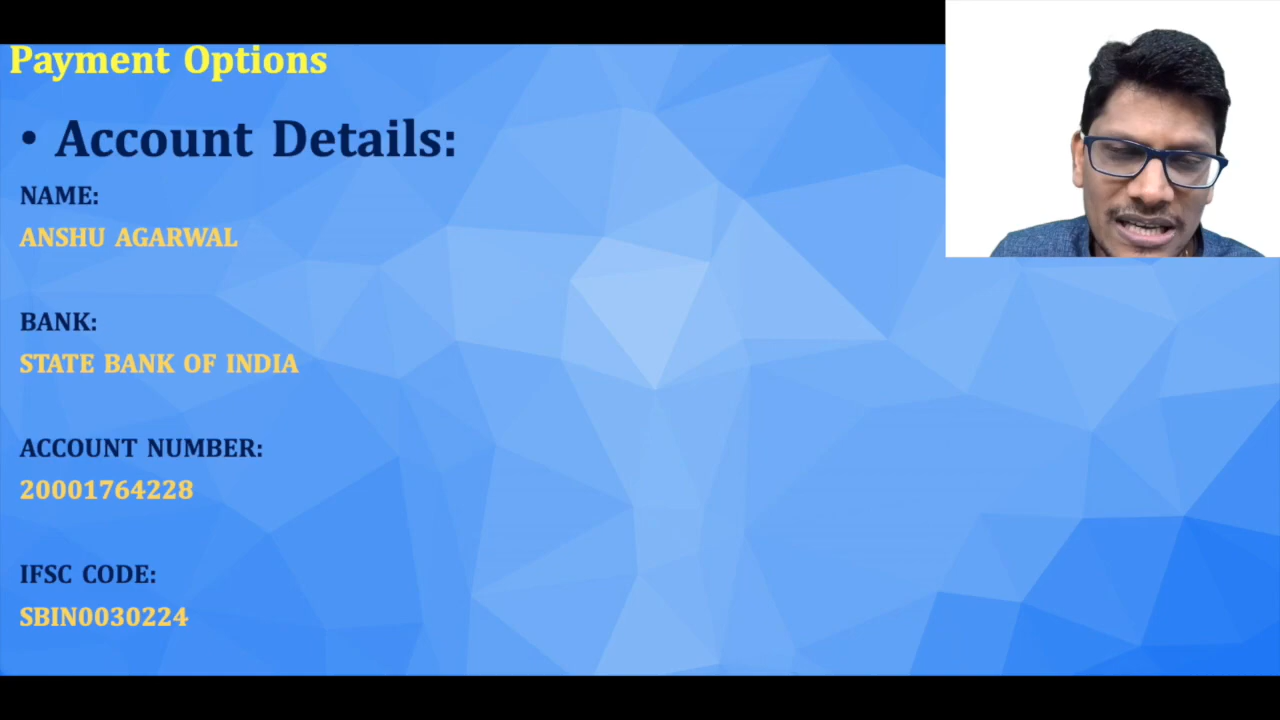 Payment Options
• Account Details:
NAME:
ANSHU AGARWAL
BANK:
STATE BANK OF INDIA
ACCOUNT NUMBER:
20001764228
IFSC CODE:
SBIN0030224